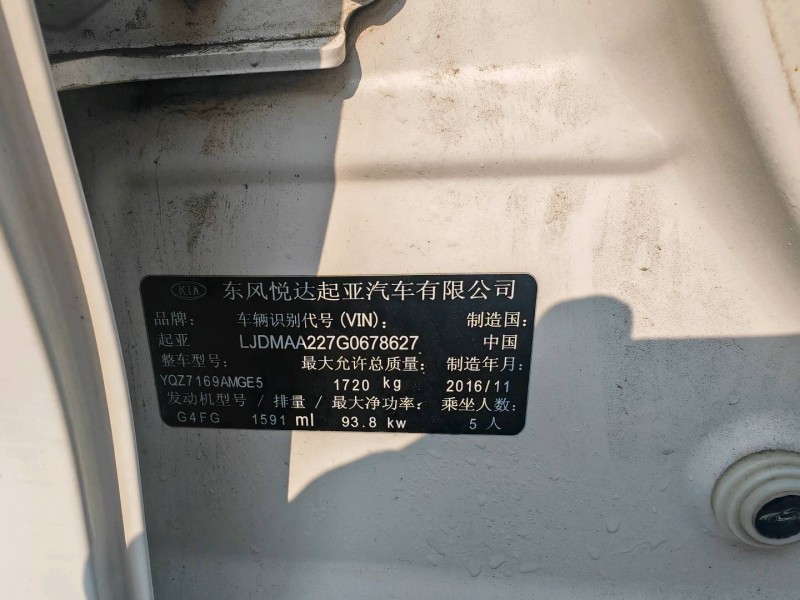 KIA 东风悦达起亚汽车有限公司
品牌: 车辆识别代号(VIN): 制造国:
起亚 LJDMAA227G0678627 中国
整车型号: 最大允许总质量: 制造年月:
YQZ7169AMGE5 1720 kg 2016/11
发动机型号 / 排量 / 最大净功率: 乘坐人数:
G4FG 1591 ml 93.8 kw 5 人